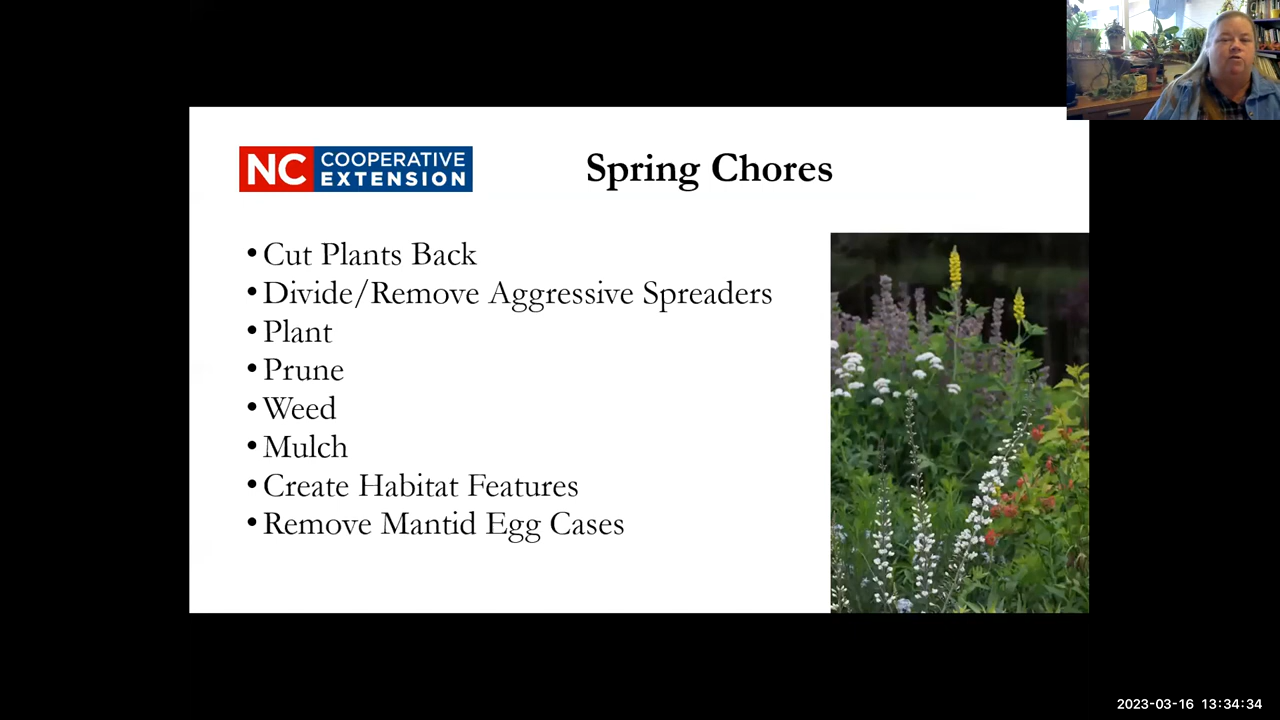 NC COOPERATIVE
EXTENSION
Spring Chores
• Cut Plants Back
• Divide/Remove Aggressive Spreaders
• Plant
• Prune
• Weed
• Mulch
• Create Habitat Features
• Remove Mantid Egg Cases
2023-03-16 13:34:34